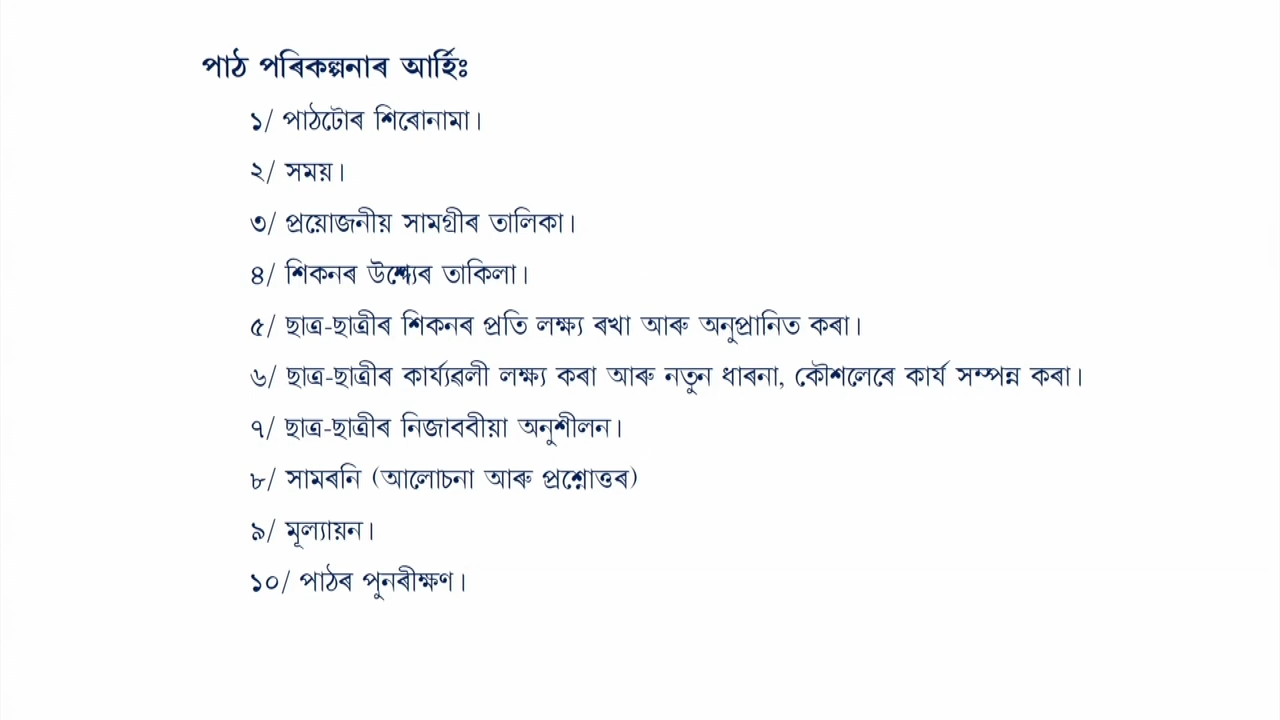 পাঠ পৰিকল্পনাৰ আৰ্হিঃ
১/ পাঠটোৰ শিৰোনামা।
২/ সময়।
৩/ প্ৰয়োজনীয় সামগ্ৰীৰ তালিকা।
৪/ শিকনৰ তাকিলা।
৫/ ছাত্ৰ-ছাত্ৰীৰ শিকনৰ প্ৰতি লক্ষ্য ৰখা আৰু অনুপ্ৰানিত কৰা।
৬/ ছাত্ৰ-ছাত্ৰীৰ কাৰ্য্যৱলী লক্ষ্য কৰা আৰু নতুন ধাৰনা, কৌশলেৰে কাৰ্য সম্পন্ন কৰা।
৭/ ছাত্ৰ-ছাত্ৰীৰ নিজাববীয়া অনুশীলন।
৮/ সামৰনি (আলোচনা আৰু প্ৰশ্নোত্তৰ)
৯/ মূল্যায়ন।
১০/ পাঠৰ পুনৰীক্ষণ।